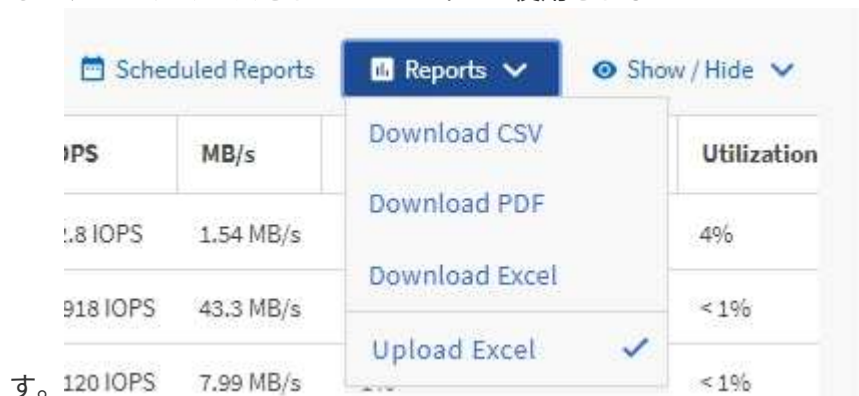 Scheduled Reports Reports Show / Hide
MB/s Utilization
Download CSV
Download PDF
.8 IOPS 1.54 MB/s 4%
Download Excel
918 IOPS 43.3 MB/s < 1%
Upload Excel
す。 120 IOPS 7.99 MB/s < 1%